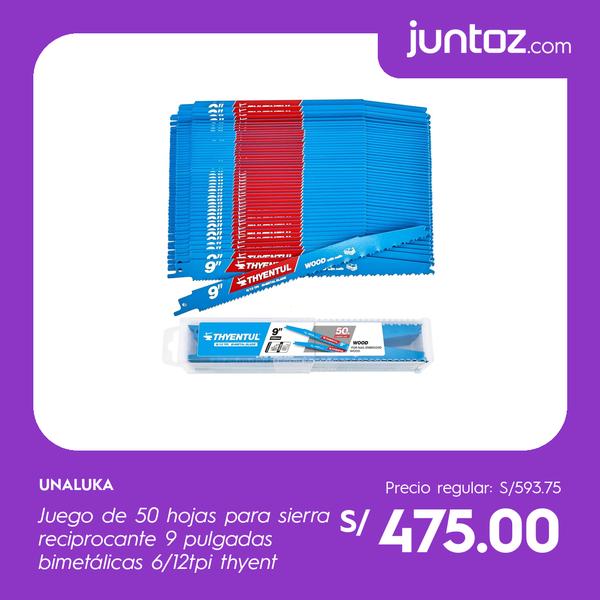 juntoz.com
9"
THYENTUL
WOOD
9"
THYENTUL
THYENTUL
9"
50
WOOD
UNALUKA
Juego de 50 hojas para sierra
reciprocante 9 pulgadas
bimetálicas 6/12tpi thyent
Precio regular: S/593.75
S/ 475.00